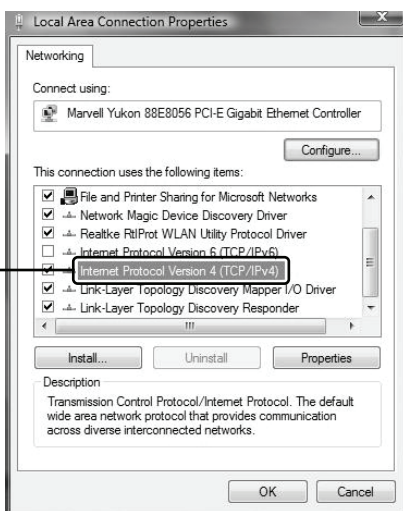 Local Area Connection Properties
Networking
Connect using:
Marvell Yukon 88E8056 PCI-E Gigabit Ethemet Controller
Configure...
This connection uses the following items:
File and Printer Sharing for Microsoft Networks
Network Magic Device Discovery Driver
Realtke RtlProt WLAN Utility Protocol Driver
Internet Protocol Version 6 (TCP/IPv6)
Internet Protocol Version 4 (TCP/IPv4)
Link-Layer Topology Discovery Mapper I/O Driver
Link-Layer Topology Discovery Responder
Install...
Uninstall
Properties
Description
Transmission Control Protocol/Internet Protocol. The default
wide area network protocol that provides communication
across diverse interconnected networks.
OK
Cancel